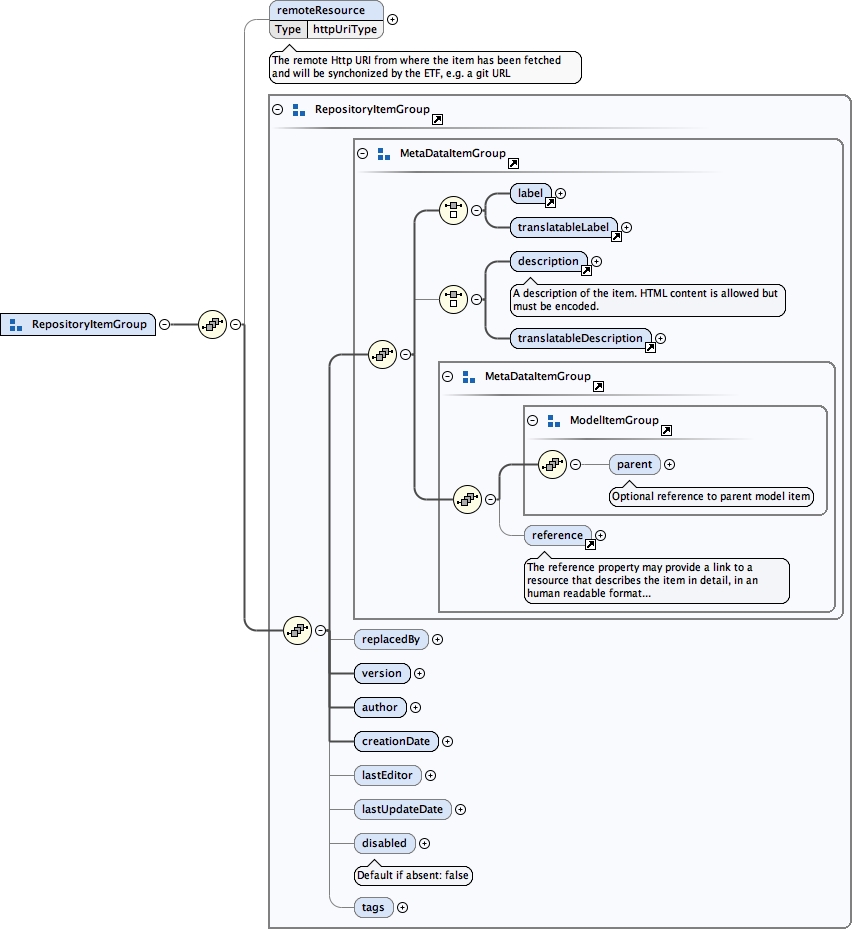 remoteResource
Type httpUriType
The remote Http URI from where the item has been fetched
and will be synchonized by the ETF, e.g. a git URL
RepositoryItemGroup
MetaDataItemGroup
label
translatableLabel
description
A description of the item. HTML content is allowed but
must be encoded.
RepositoryItemGroup
translatableDescription
MetaDataItemGroup
ModelItemGroup
parent
Optional reference to parent model item
reference
The reference property may provide a link to a
resource that describes the item in detail, in an
human readable format...
replacedBy
version
author
creationDate
lastEditor
lastUpdateDate
disabled
Default if absent: false
tags